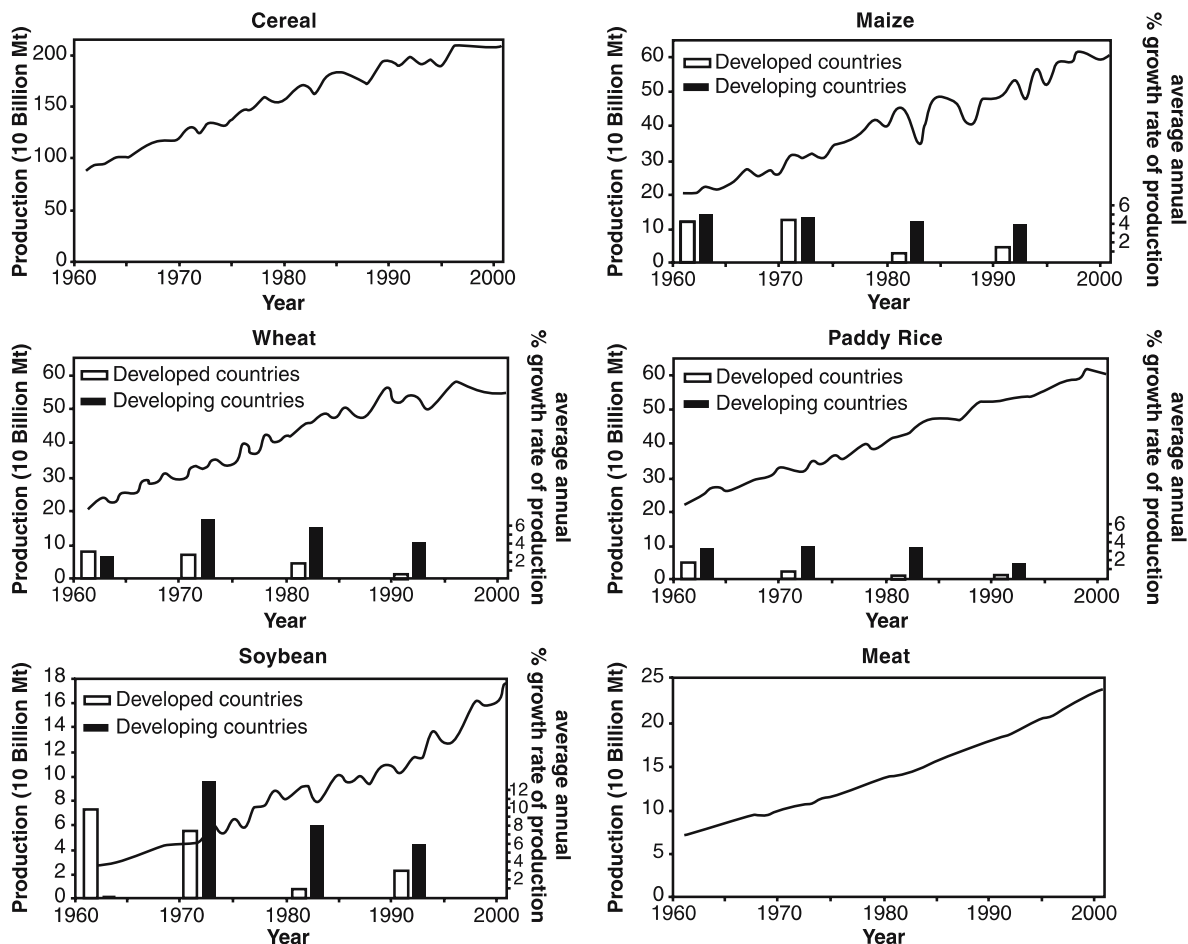 Cereal
Production (10 Billion Mt)
200
150
100
50
0
1960
1970
1980
1990
2000
Year
Maize
Production (10 Billion Mt)
60
50
40
30
20
10
0
Developed countries
Developing countries
6
4
2
average annual
% growth rate of production
1960
1970
1980
1990
2000
Year
Wheat
Production (10 Billion Mt)
60
50
40
30
20
10
0
Developed countries
Developing countries
6
4
2
average annual
% growth rate of production
1960
1970
1980
1990
2000
Year
Paddy Rice
Production (10 Billion Mt)
60
50
40
30
20
10
0
Developed countries
Developing countries
6
4
2
average annual
% growth rate of production
1960
1970
1980
1990
2000
Year
Soybean
Production (10 Billion Mt)
18
16
14
12
10
8
6
4
2
0
Developed countries
Developing countries
12
10
8
6
4
2
average annual
% growth rate of production
1960
1970
1980
1990
2000
Year
Meat
Production (10 Billion Mt)
25
20
15
10
5
0
1960
1970
1980
1990
2000
Year